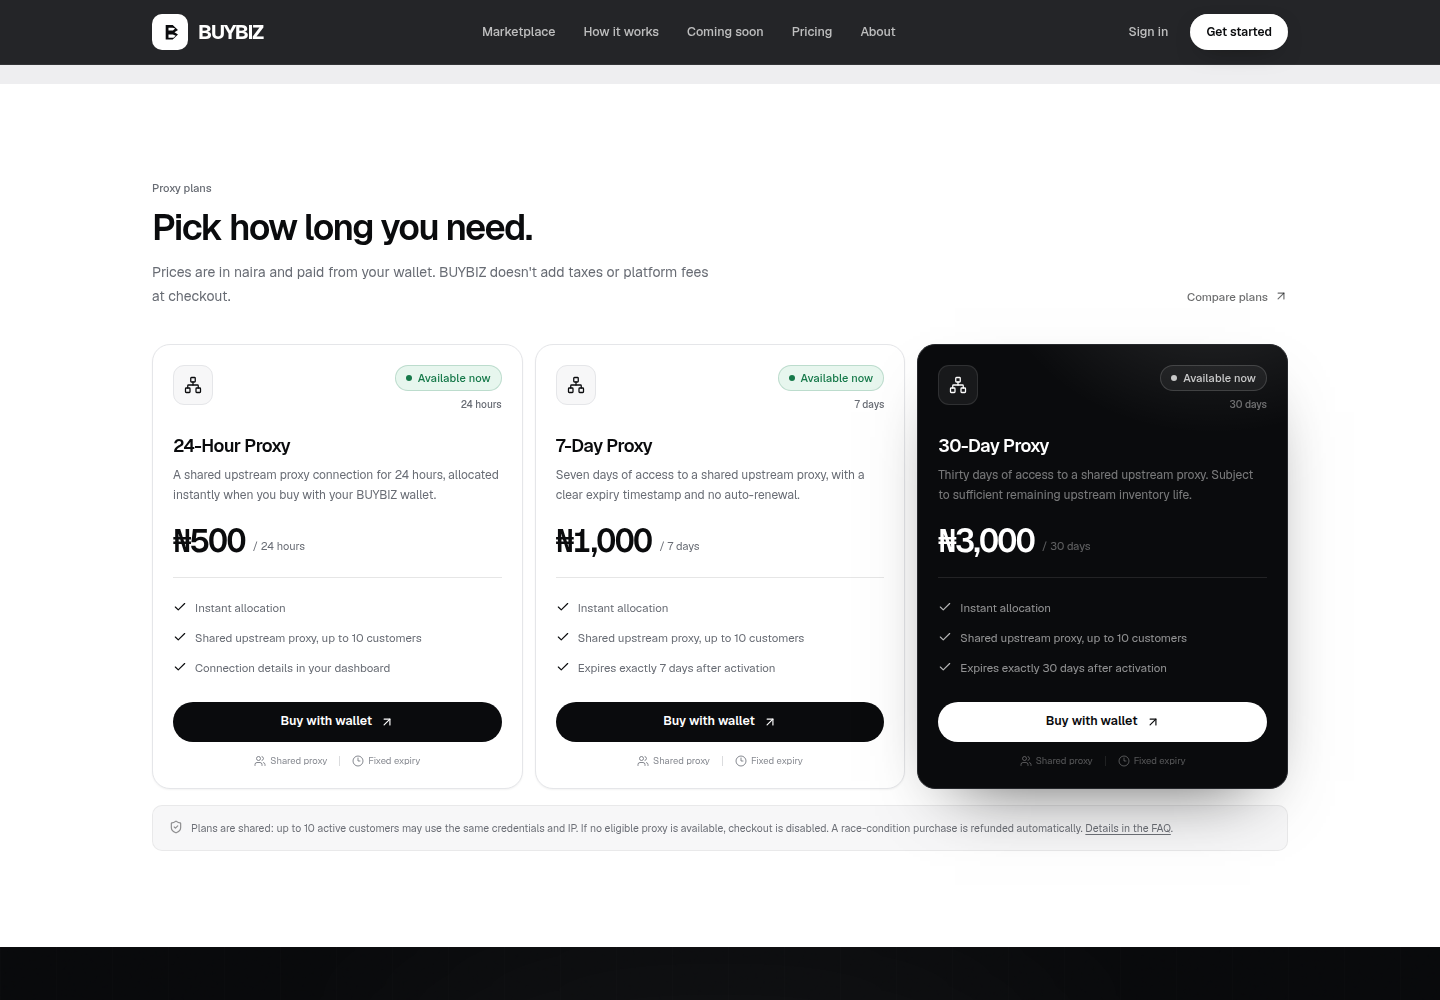 BUYBIZ
Marketplace
How it works
Coming soon
Pricing
About
Sign in
Get started
Proxy plans
Pick how long you need.
Prices are in naira and paid from your wallet. BUYBIZ doesn't add taxes or platform fees
at checkout.
Compare plans
Available now
24 hours
24-Hour Proxy
A shared upstream proxy connection for 24 hours, allocated
instantly when you buy with your BUYBIZ wallet.
₦500 / 24 hours
Instant allocation
Shared upstream proxy, up to 10 customers
Connection details in your dashboard
Buy with wallet
Shared proxy
Fixed expiry
Available now
7 days
7-Day Proxy
Seven days of access to a shared upstream proxy, with a
clear expiry timestamp and no auto-renewal.
₦1,000 / 7 days
Instant allocation
Shared upstream proxy, up to 10 customers
Expires exactly 7 days after activation
Buy with wallet
Shared proxy
Fixed expiry
Available now
30 days
30-Day Proxy
Thirty days of access to a shared upstream proxy. Subject
to sufficient remaining upstream inventory life.
₦3,000 / 30 days
Instant allocation
Shared upstream proxy, up to 10 customers
Expires exactly 30 days after activation
Buy with wallet
Shared proxy
Fixed expiry
Plans are shared: up to 10 active customers may use the same credentials and IP. If no eligible proxy is available, checkout is disabled. A race-condition purchase is refunded automatically. Details in the FAQ.